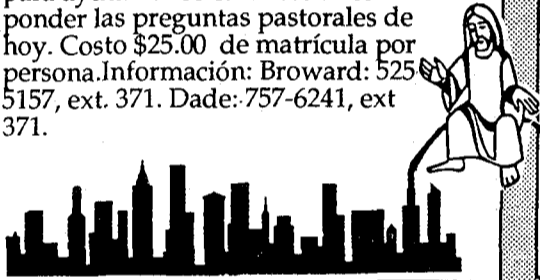 ponder las preguntas pastorales de
hoy. Costo $25.00 de matrícula por
persona.Información: Broward: 525
5157, ext. 371. Dade: 757-6241, ext
371.